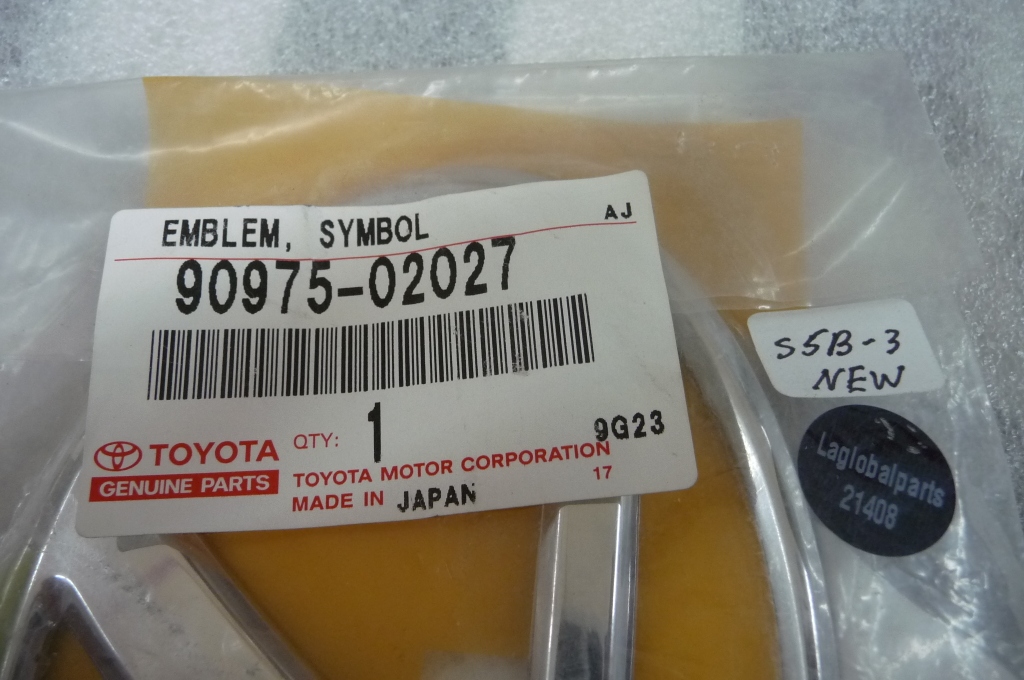 EMBLEM, SYMBOL AJ
90975-02027
QTY: 1
9G23
TOYOTA
GENUINE PARTS
TOYOTA MOTOR CORPORATION
17
MADE IN JAPAN
S5B-3
NEW
Laglobalparts
21408